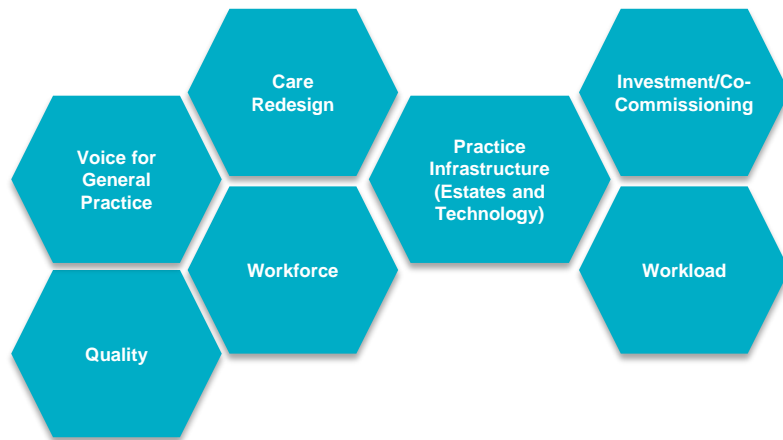 Care
Redesign
Investment/Co-
Commissioning
Voice for
General
Practice
Practice
Infrastructure
(Estates and
Technology)
Workforce
Workload
Quality